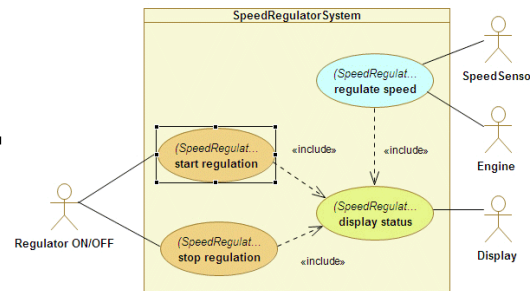 SpeedRegulatorSystem
(SpeedRegulat...
regulate speed
SpeedSenso
(SpeedRegulat...
start regulation
«include»
«include»
Engine
(SpeedRegulat...
display status
Regulator ON/OFF
(SpeedRegulat...
stop regulation
«include»
Display